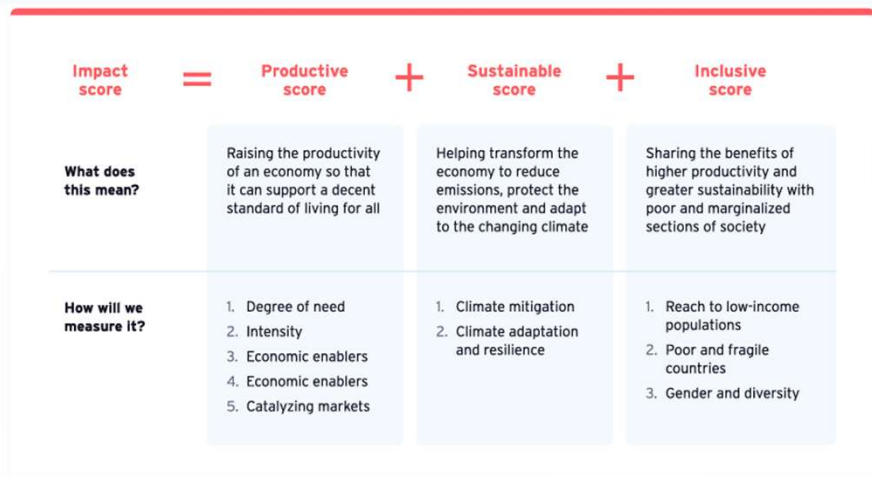 Impact
score
=
Productive
score
+
Sustainable
score
+
Inclusive
score
What does
this mean?
Raising the productivity
of an economy so that
it can support a decent
standard of living for all
Helping transform the
economy to reduce
emissions, protect the
environment and adapt
to the changing climate
Sharing the benefits of
higher productivity and
greater sustainability with
poor and marginalized
sections of society
How will we
measure it?
1. Degree of need
2. Intensity
3. Economic enablers
4. Economic enablers
5. Catalyzing markets
1. Climate mitigation
2. Climate adaptation
and resilience
1. Reach to low-income
populations
2. Poor and fragile
countries
3. Gender and diversity